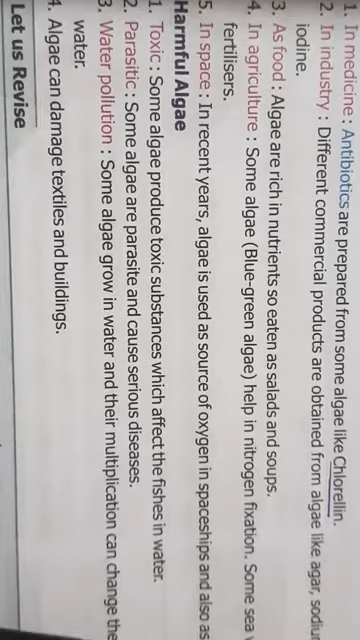 1. In medicine : Antibiotics are prepared from some algae like Chlorellin.
2. In industry : Different commercial products are obtained from algae like agar,
iodine.
3. As food : Algae are rich in nutrients so eaten as salads and soups.
4. In agriculture : Some algae (Blue-green algae) help in nitrogen fixation. Some sea
fertilisers.
5. In space : In recent years, algae is used as source of oxygen in spaceships and also as
Harmful Algae
1. Toxic : Some algae produce toxic substances which affect the fishes in water.
2. Parasitic : Some algae are parasite and cause serious diseases.
3. Water pollution : Some algae grow in water and their multiplication can change the
water.
4. Algae can damage textiles and buildings.
Let us Revise